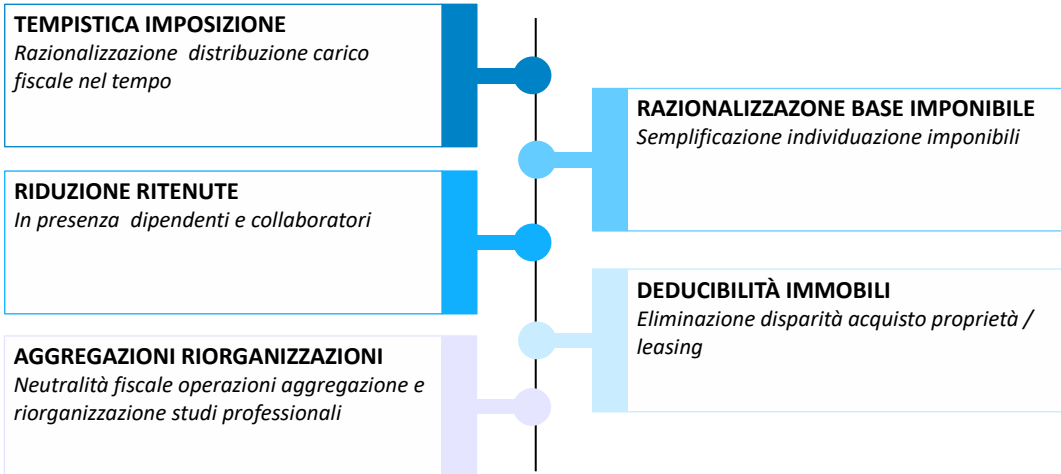 TEMPISTICA IMPOSIZIONE
Razionalizzazione distribuzione carico
fiscale nel tempo
RAZIONALIZZAZONE BASE IMPONIBILE
Semplificazione individuazione imponibili
RIDUZIONE RITENUTE
In presenza dipendenti e collaboratori
DEDUCIBILITÀ IMMOBILI
Eliminazione disparità acquisto proprietà /
leasing
AGGREGAZIONI RIORGANIZZAZIONI
Neutralità fiscale operazioni aggregazione e
riorganizzazione studi professionali